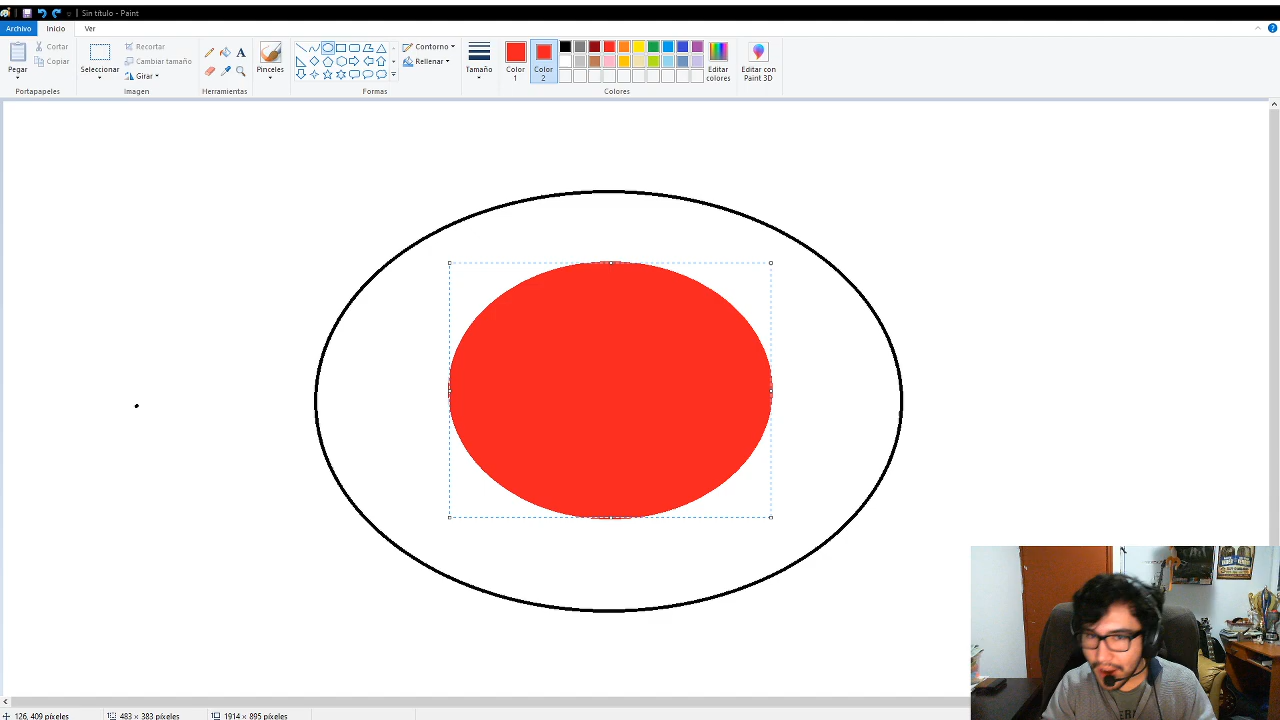 Sin título - Paint
Archivo Inicio Ver
Pegar
Cortar
Copiar
Portapapeles
Seleccionar
Recortar
Cambiar tamaño
Girar
Imagen
A
Herramientas
Pinceles
Contorno
Rellenar
Formas
Tamaño
Color
1
Color
2
Editar
colores
Editar con
Paint 3D
Colores
126, 409 píxeles 483 × 383 píxeles 1914 × 895 píxeles